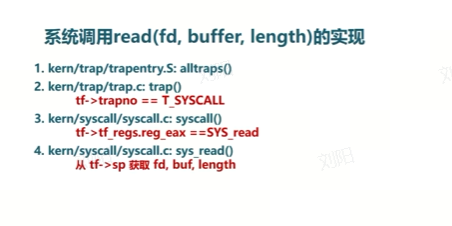 系统调用read(fd, buffer, length)的实现
1. kern/trap/trapentry.S: alltraps()
2. kern/trap/trap.c: trap()
tf->trapno == T_SYSCALL
3. kern/syscall/syscall.c: syscall()
tf->tf_regs.reg_eax ==SYS_read
4. kern/syscall/syscall.c: sys_read()
从 tf->sp 获取 fd, buf, length
刘阳